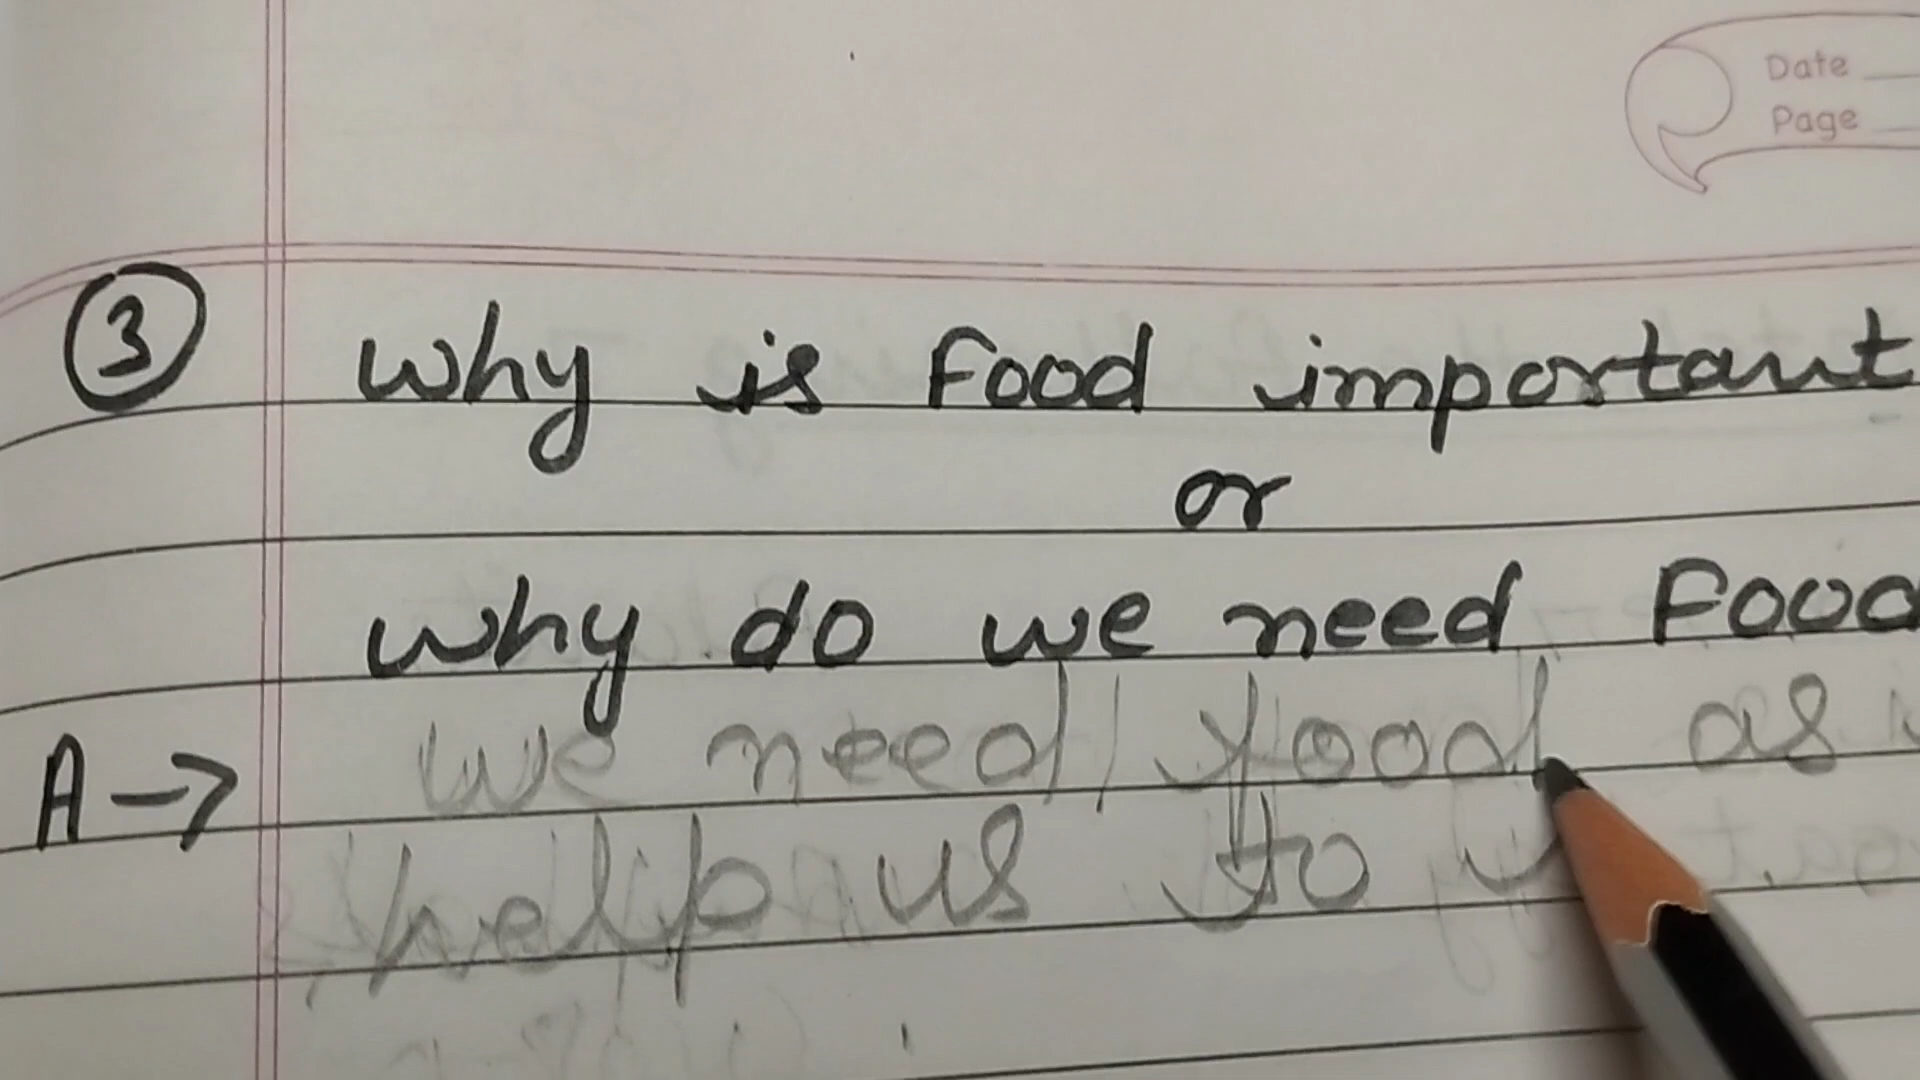 Date
Page
3 Why is Food important
or
Why do we need Food
A → We need food as
help us to